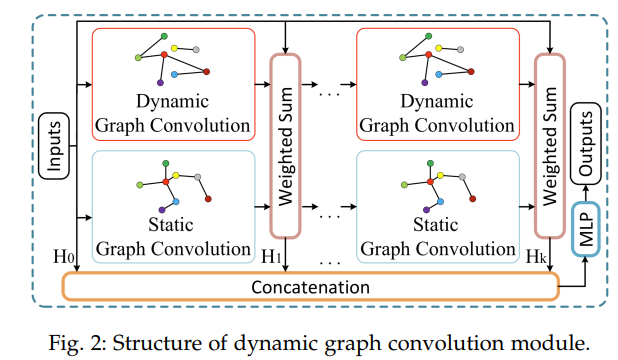 Inputs
Dynamic
Graph Convolution
Static
Graph Convolution
Weighted Sum
...
...
...
Dynamic
Graph Convolution
Static
Graph Convolution
Weighted Sum
Outputs
MLP
H0
H1
Hk
Concatenation
Fig. 2: Structure of dynamic graph convolution module.